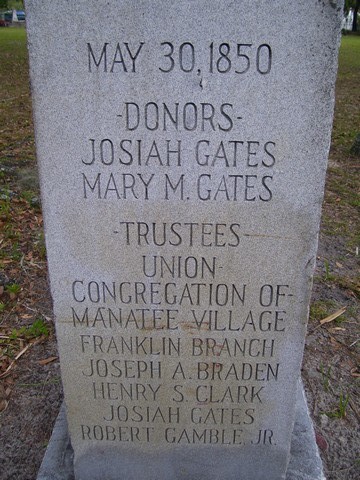 MAY 30, 1850
-DONORS-
JOSIAH GATES
MARY M. GATES
-TRUSTEES-
UNION
CONGREGATION OF
MANATEE VILLAGE
FRANKLIN BRANCH
JOSEPH A. BRADEN
HENRY S. CLARK
JOSIAH GATES
ROBERT GAMBLE, JR.